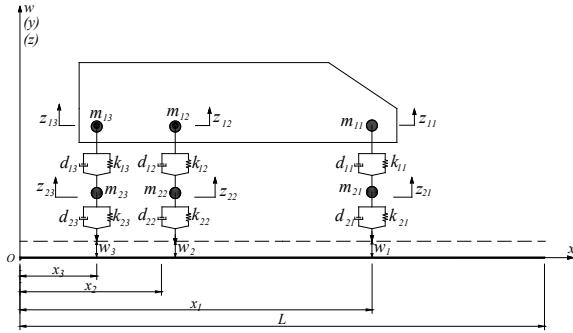 w
(y)
(z)
z13 m13 m12 z12 m11 z11
d13 k13 d12 k12 d11 k11
z23 m23 m22 z22 m21 z21
d23 k23 d22 k22 d21 k21
w3 w2 w1
O x
x3
x2
x1
L